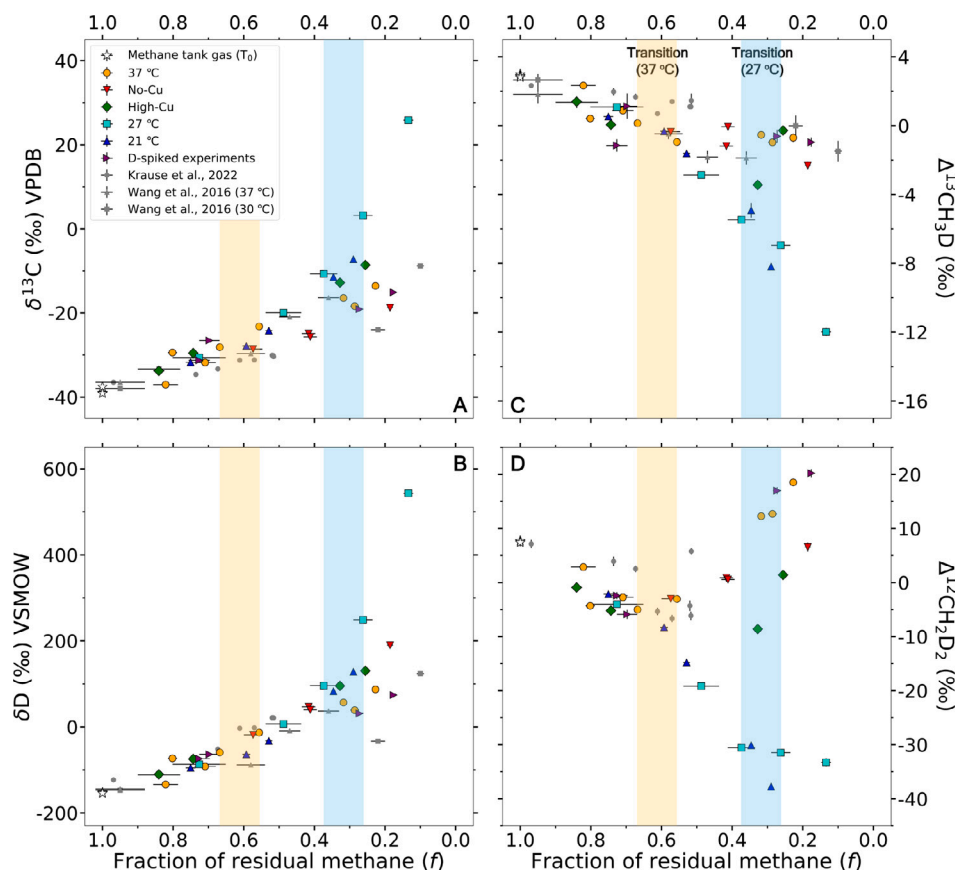 1.0 0.8 0.6 0.4 0.2 0.0
1.0 0.8 0.6 0.4 0.2 0.0
40
20
0
-20
-40
δ¹³C (‰) VPDB
Methane tank gas (T₀)
37 ºC
No-Cu
High-Cu
27 ºC
21 ºC
D-spiked experiments
Krause et al., 2022
Wang et al., 2016 (37 ℃)
Wang et al., 2016 (30 ℃)
A
Transition
(37 ºC)
Transition
(27 ºC)
C
4
0
-4
-8
-12
-16
Δ¹³CH₃D (‰)
600
400
200
0
-200
δD (‰) VSMOW
B
D
20
10
0
-10
-20
-30
-40
Δ¹²CH₂D₂ (‰)
1.0 0.8 0.6 0.4 0.2 0.0
Fraction of residual methane (f)
1.0 0.8 0.6 0.4 0.2 0.0
Fraction of residual methane (f)